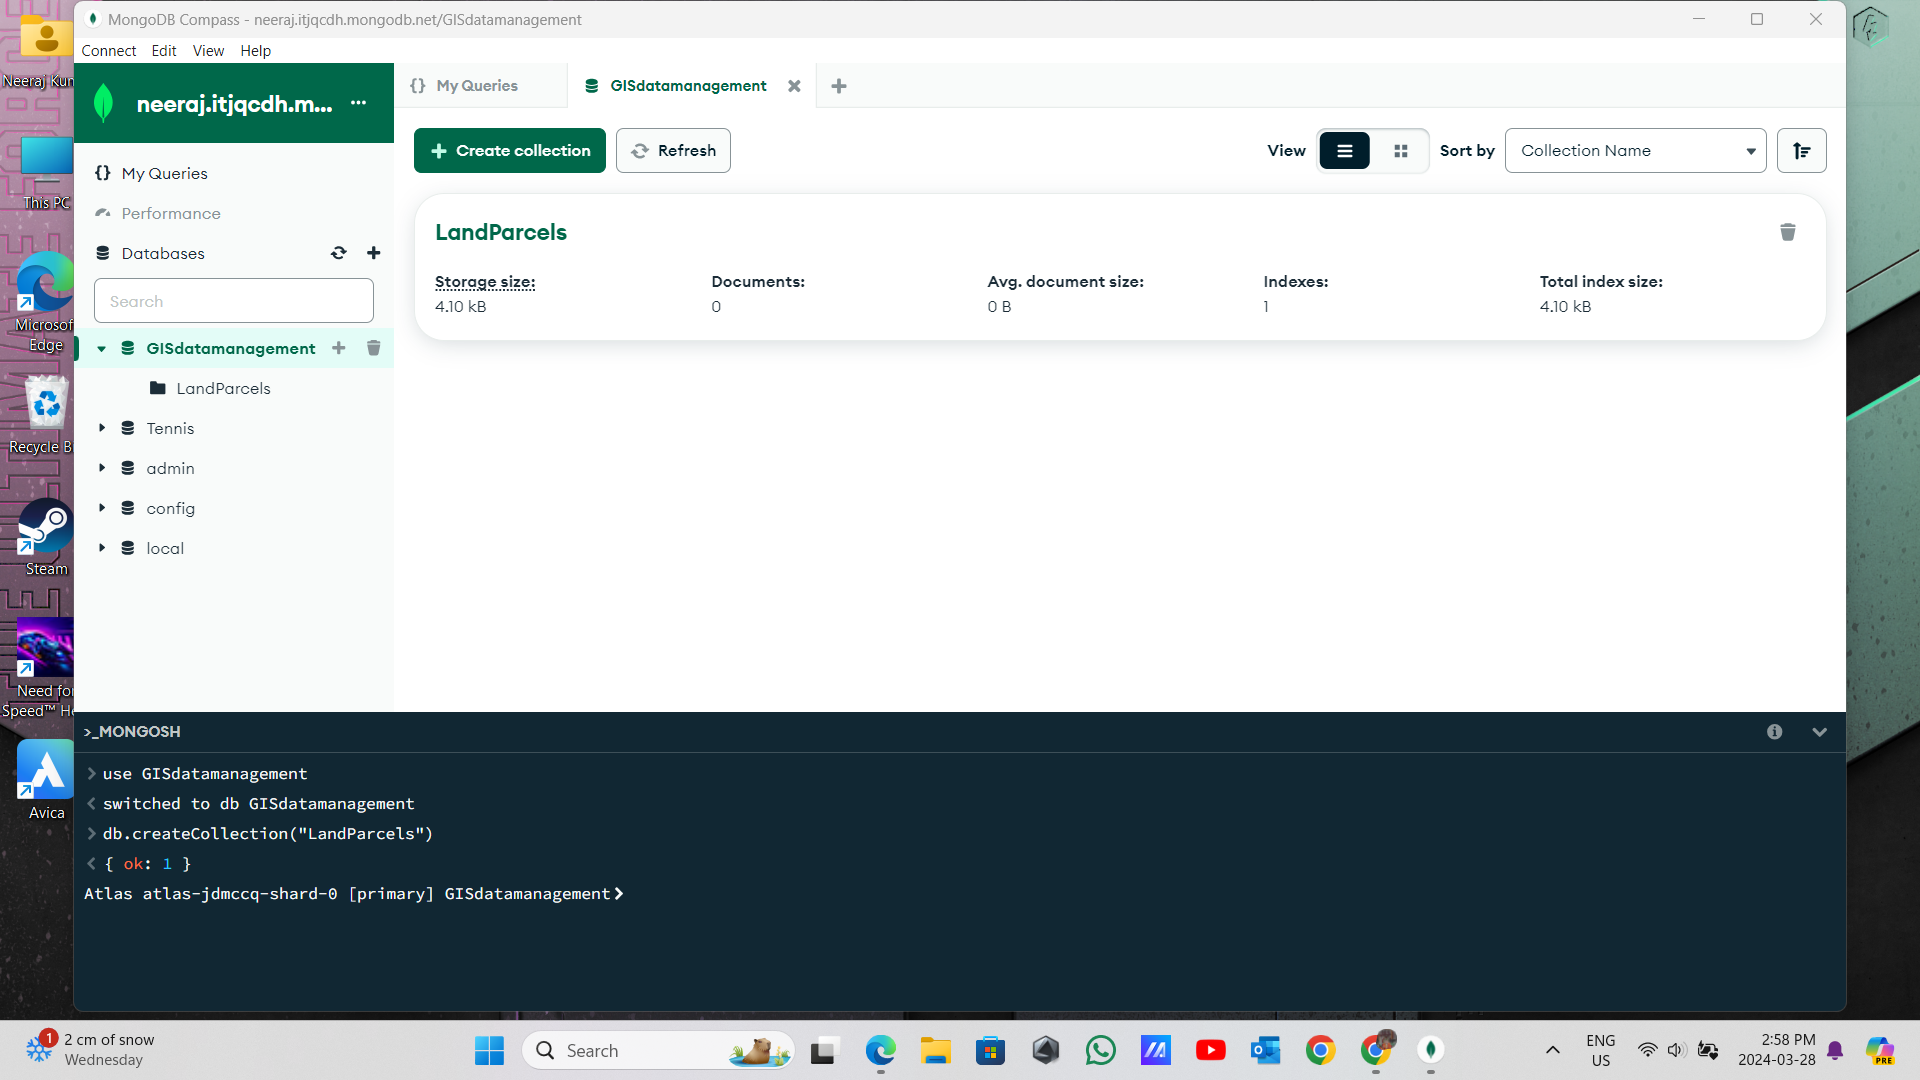 MongoDB Compass - neeraj.itjqcdh.mongodb.net/GISdatamanagement
Connect Edit View Help
neeraj.itjqcdh.m... ...
{} My Queries
GISdatamanagement
My Queries
Performance
Databases
Search
GISdatamanagement
LandParcels
Tennis
admin
config
local
Create collection
Refresh
View
Sort by
Collection Name
LandParcels
Storage size:
4.10 kB
Documents:
0
Avg. document size:
0 B
Indexes:
1
Total index size:
4.10 kB
>_MONGOSH
> use GISdatamanagement
< switched to db GISdatamanagement
> db.createCollection("LandParcels")
< { ok: 1 }
Atlas atlas-jdmccq-shard-0 [primary] GISdatamanagement>
Neeraj Kun
This PC
Microsof
Edge
Recycle B
Steam
Need for
Speed™ He
Avica
1
2 cm of snow
Wednesday
Search
ENG
US
2:58 PM
2024-03-28
PRE